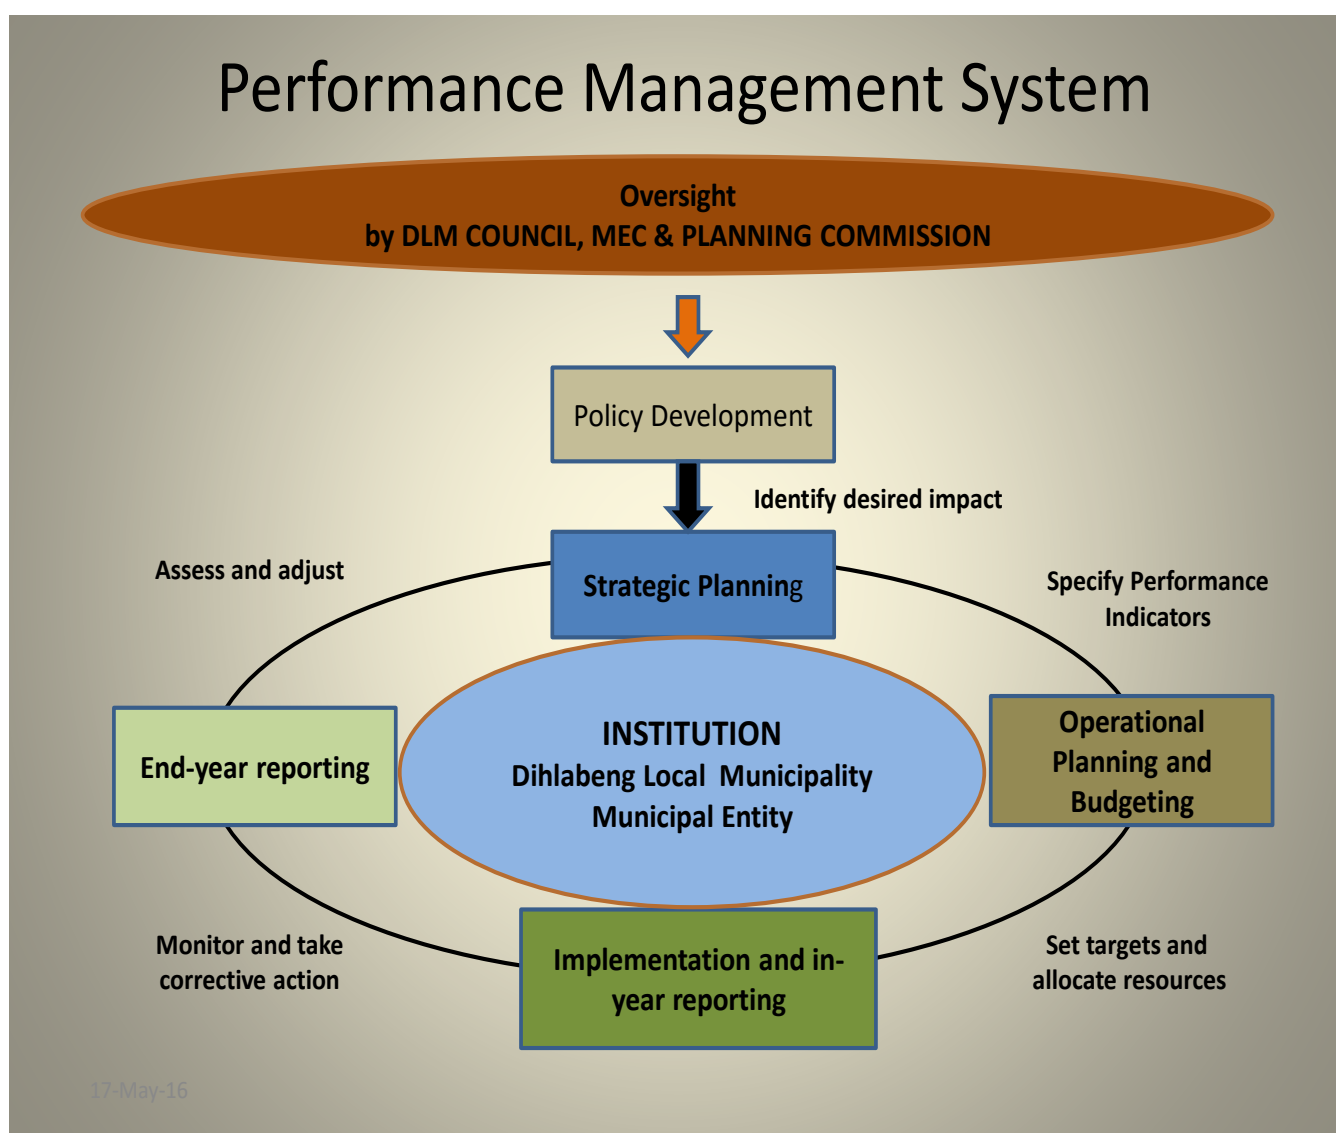 Performance Management System
Oversight
by DLM COUNCIL, MEC & PLANNING COMMISSION
Policy Development
Identify desired impact
Strategic Planning
Assess and adjust
Specify Performance
Indicators
End-year reporting
INSTITUTION
Dihlabeng Local Municipality
Municipal Entity
Operational
Planning and
Budgeting
Monitor and take
corrective action
Implementation and in-
year reporting
Set targets and
allocate resources
17-May-16